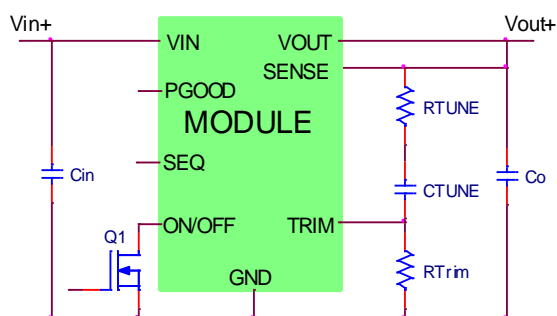 Vin+
Vout+
VIN
VOUT
SENSE
PGOOD
RTUNE
MODULE
Cin
SEQ
CTUNE
Co
Q1
ON/OFF
TRIM
GND
RTrim